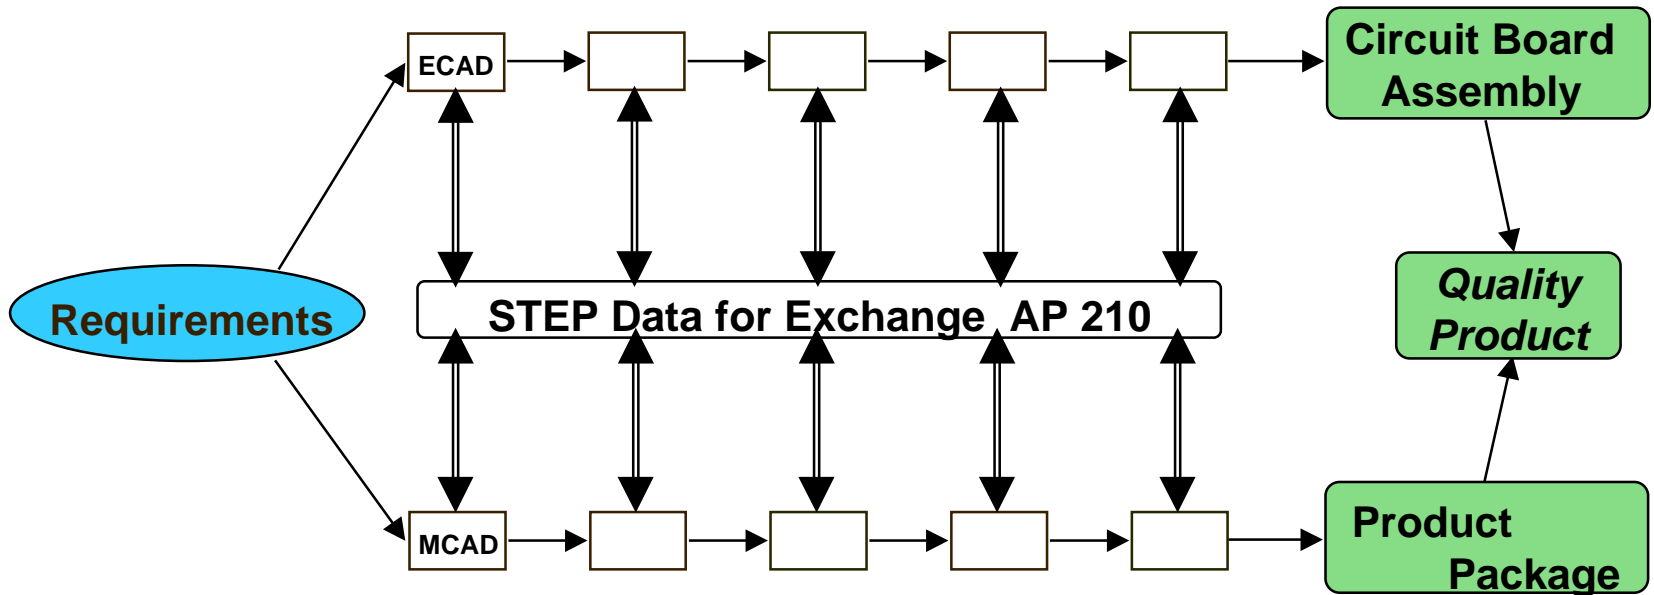 ECAD
Circuit Board
Assembly
Requirements
STEP Data for Exchange  AP 210
Quality
Product
MCAD
Product
Package